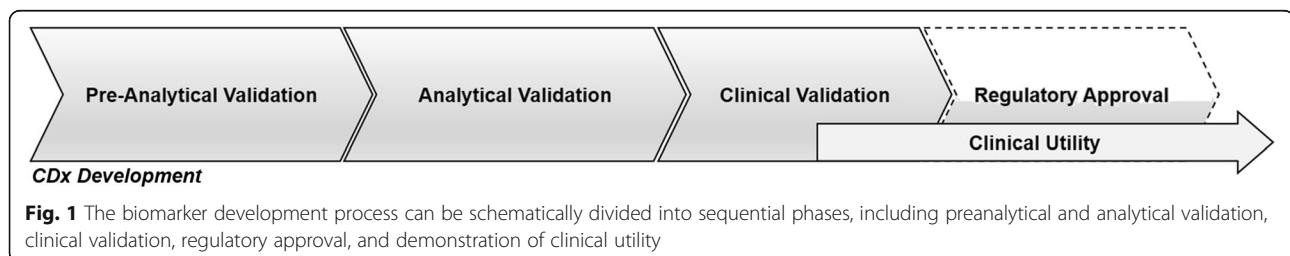 Pre-Analytical Validation
Analytical Validation
Clinical Validation
Regulatory Approval
Clinical Utility
CDx Development
Fig. 1 The biomarker development process can be schematically divided into sequential phases, including preanalytical and analytical validation,
clinical validation, regulatory approval, and demonstration of clinical utility